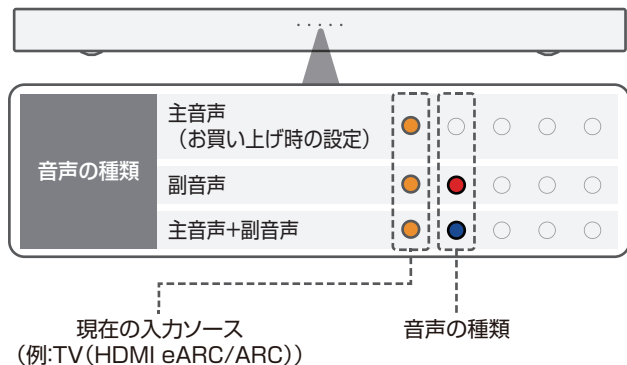 音声の種類
主音声
（お買い上げ時の設定）
副音声
主音声+副音声
現在の入力ソース
（例:TV（HDMI eARC/ARC））
音声の種類